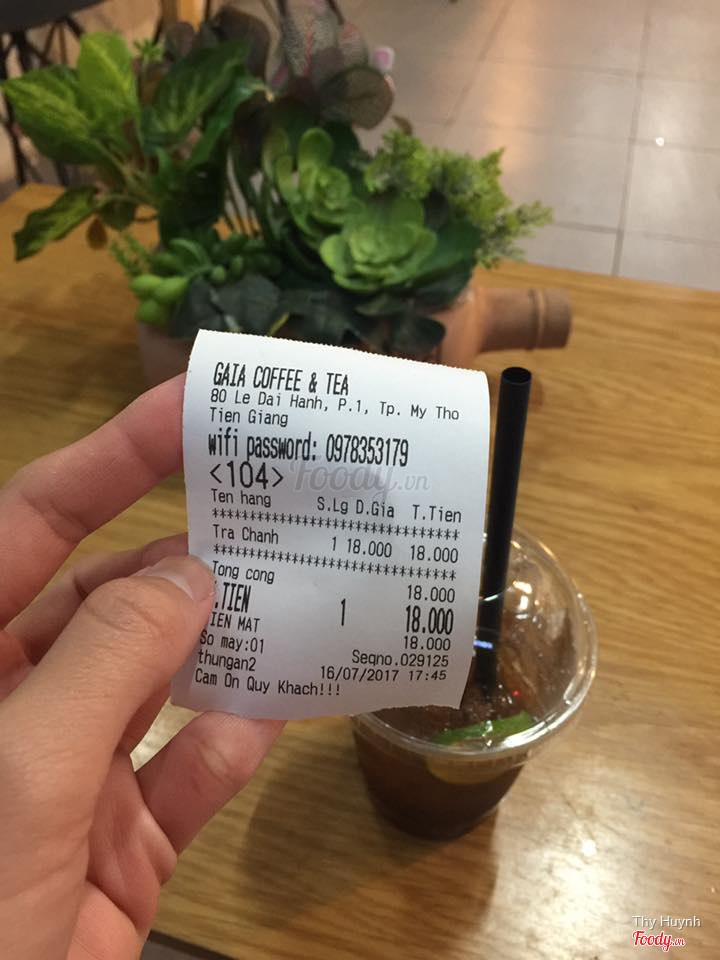 GAIA COFFEE & TEA
80 Le Dai Hanh, P.1, Tp. My Tho
Tien Giang
wifi password: 0978353179
<104>
Foody.vn
Ten hang S.Lg D.Gia T.Tien
*********************************
Tra Chanh 1 18.000 18.000
*********************************
Tong cong 18.000
.TIEN 1 18.000
IEN MAT 18.000
So may:01 Seqno.029125
thungan2 16/07/2017 17:45
Cam On Quy Khach!!!
Thy Huynh
Foody.vn